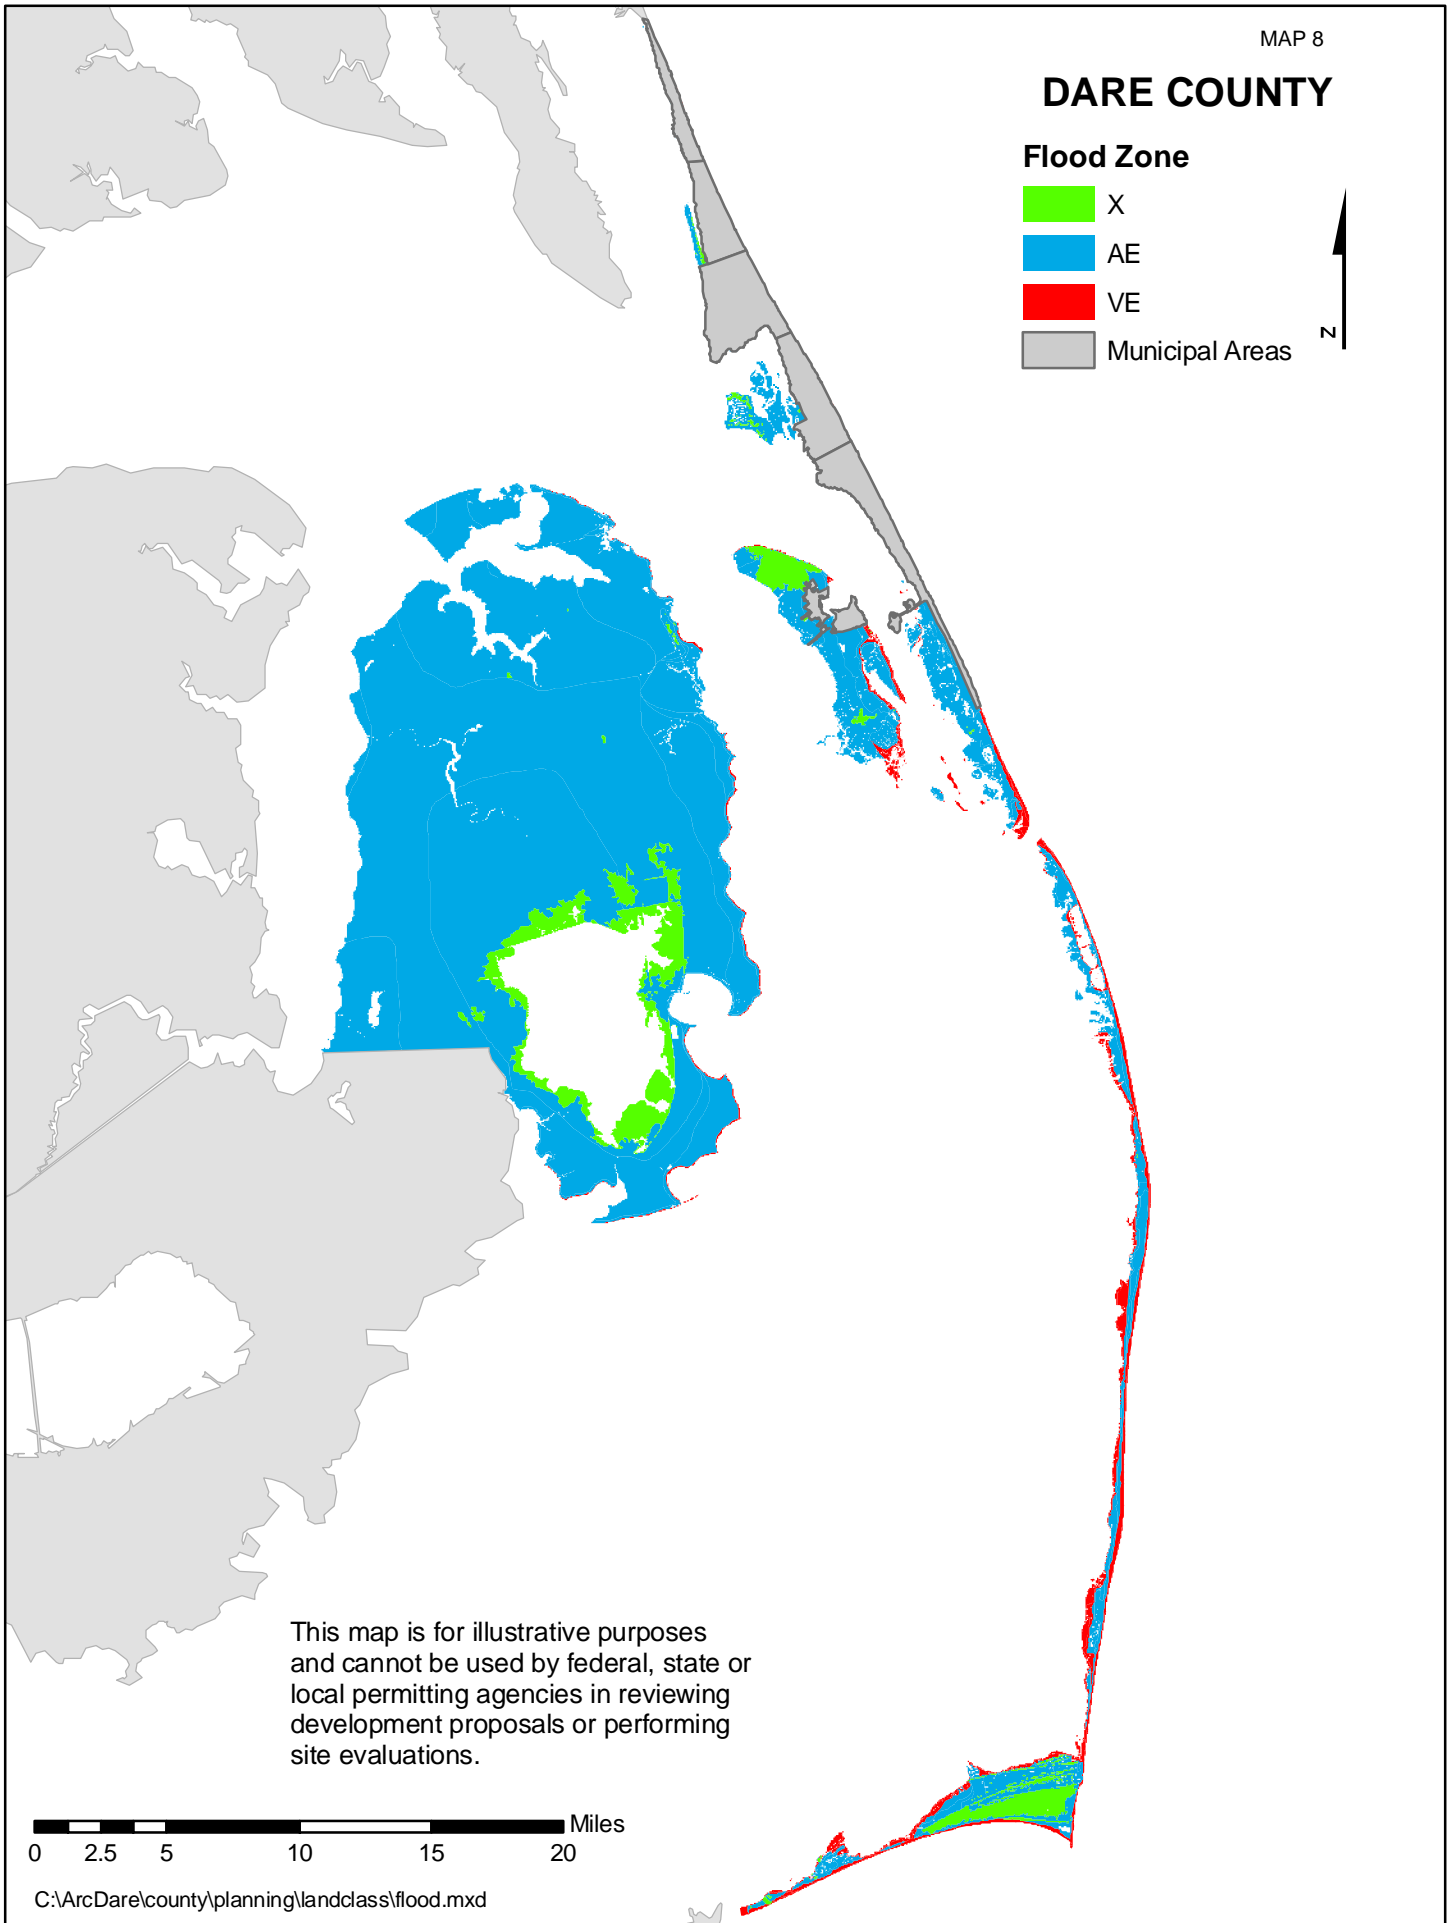 MAP 8
DARE COUNTY
Flood Zone
X
AE
VE
Municipal Areas
N
This map is for illustrative purposes
and cannot be used by federal, state or
local permitting agencies in reviewing
development proposals or performing
site evaluations.
Miles
0 2.5 5 10 15 20
C:\ArcDare\county\planning\landclass\flood.mxd